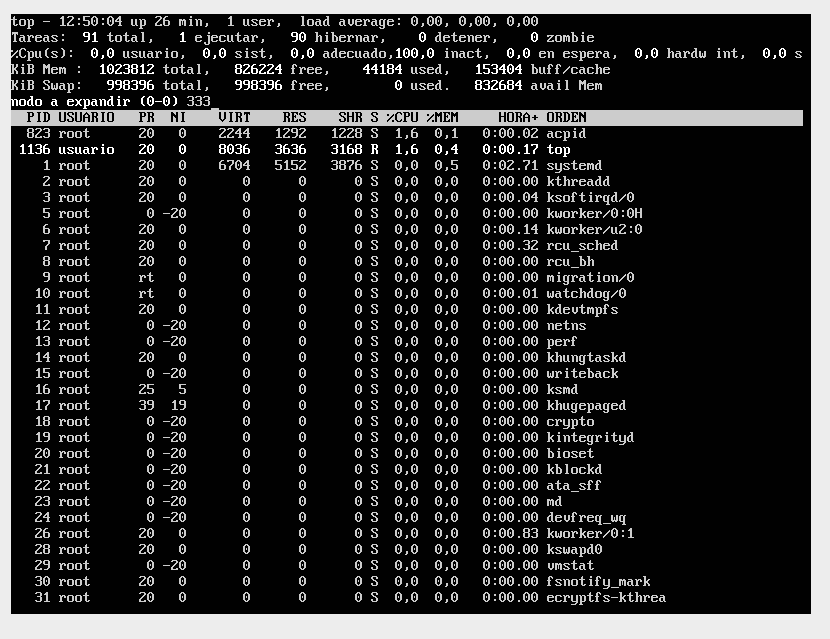 top - 12:50:04 up 26 min,  1 user,  load average: 0,00, 0,00, 0,00
Tareas:  91 total,   1 ejecutar,   90 hibernar,    0 detener,    0 zombie
%Cpu(s):  0,0 usuario,  0,0 sist,  0,0 adecuado,100,0 inact,  0,0 en espera,  0,0 hardw int,  0,0 s
KiB Mem :  1023812 total,   826224 free,    44184 used,   153404 buff/cache
KiB Swap:   998396 total,   998396 free,        0 used.   832684 avail Mem
nodo a expandir (0-0) 333_
PID USUARIO   PR  NI    VIRT    RES    SHR S %CPU %MEM     HORA+ ORDEN
823 root      20   0    2244   1292   1228 S  1,6  0,1   0:00.02 acpid
1136 usuario   20   0    8036   3636   3168 R  1,6  0,4   0:00.17 top
1 root      20   0    6704   5152   3876 S  0,0  0,5   0:02.71 systemd
2 root      20   0       0      0      0 S  0,0  0,0   0:00.00 kthreadd
3 root      20   0       0      0      0 S  0,0  0,0   0:00.04 ksoftirqd/0
5 root       0 -20       0      0      0 S  0,0  0,0   0:00.00 kworker/0:0H
6 root      20   0       0      0      0 S  0,0  0,0   0:00.14 kworker/u2:0
7 root      20   0       0      0      0 S  0,0  0,0   0:00.32 rcu_sched
8 root      20   0       0      0      0 S  0,0  0,0   0:00.00 rcu_bh
9 root      rt   0       0      0      0 S  0,0  0,0   0:00.00 migration/0
10 root      rt   0       0      0      0 S  0,0  0,0   0:00.01 watchdog/0
11 root      20   0       0      0      0 S  0,0  0,0   0:00.00 kdevtmpfs
12 root       0 -20       0      0      0 S  0,0  0,0   0:00.00 netns
13 root       0 -20       0      0      0 S  0,0  0,0   0:00.00 perf
14 root      20   0       0      0      0 S  0,0  0,0   0:00.00 khungtaskd
15 root       0 -20       0      0      0 S  0,0  0,0   0:00.00 writeback
16 root      25   5       0      0      0 S  0,0  0,0   0:00.00 ksmd
17 root      39  19       0      0      0 S  0,0  0,0   0:00.00 khugepaged
18 root       0 -20       0      0      0 S  0,0  0,0   0:00.00 crypto
19 root       0 -20       0      0      0 S  0,0  0,0   0:00.00 kintegrityd
20 root       0 -20       0      0      0 S  0,0  0,0   0:00.00 bioset
21 root       0 -20       0      0      0 S  0,0  0,0   0:00.00 kblockd
22 root       0 -20       0      0      0 S  0,0  0,0   0:00.00 ata_sff
23 root       0 -20       0      0      0 S  0,0  0,0   0:00.00 md
24 root       0 -20       0      0      0 S  0,0  0,0   0:00.00 devfreq_wq
26 root      20   0       0      0      0 S  0,0  0,0   0:00.83 kworker/0:1
28 root      20   0       0      0      0 S  0,0  0,0   0:00.00 kswapd0
29 root       0 -20       0      0      0 S  0,0  0,0   0:00.00 vmstat
30 root      20   0       0      0      0 S  0,0  0,0   0:00.00 fsnotify_mark
31 root      20   0       0      0      0 S  0,0  0,0   0:00.00 ecryptfs-kthrea